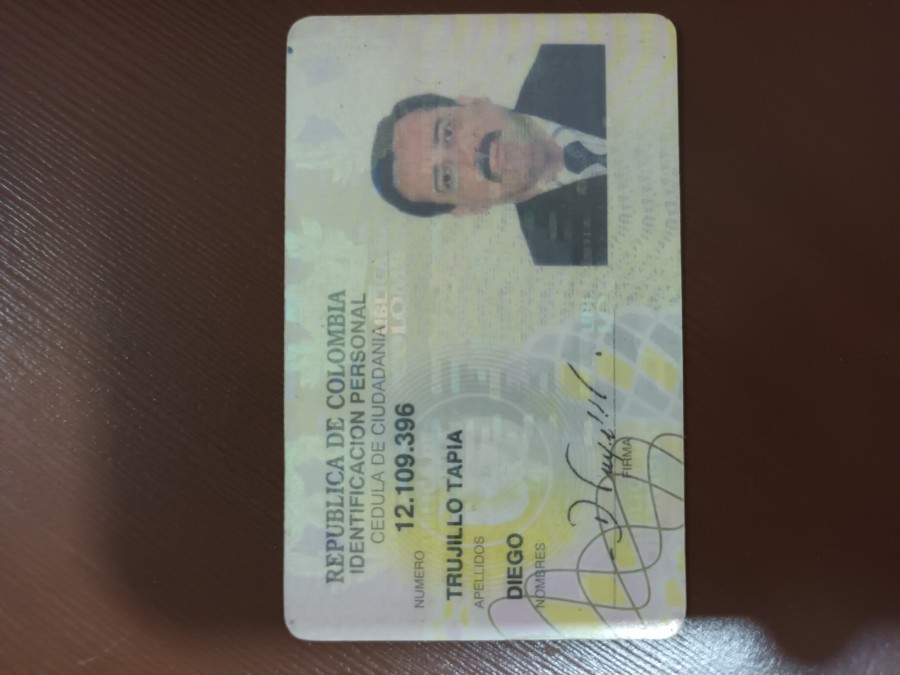 REPUBLICA DE COLOMBIA
IDENTIFICACION PERSONAL
CEDULA DE CIUDADANIA
NUMERO 12.109.396
TRUJILLO TAPIA
APELLIDOS
DIEGO
NOMBRES
FIRMA